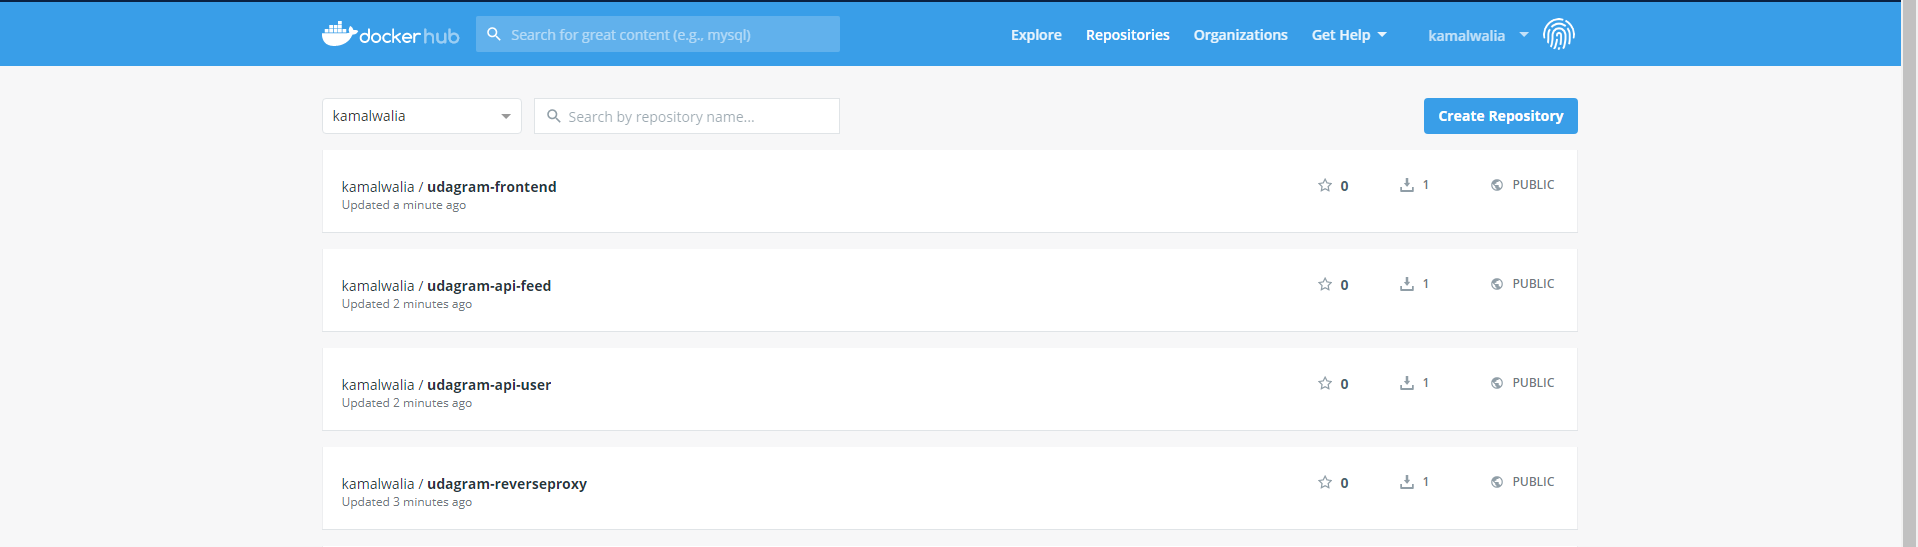 dockerhub Search for great content (e.g., mysql) Explore Repositories Organizations Get Help kamalwalia
kamalwalia Search by repository name... Create Repository
kamalwalia / udagram-frontend 0 1 PUBLIC
Updated a minute ago
kamalwalia / udagram-api-feed 0 1 PUBLIC
Updated 2 minutes ago
kamalwalia / udagram-api-user 0 1 PUBLIC
Updated 2 minutes ago
kamalwalia / udagram-reverseproxy 0 1 PUBLIC
Updated 3 minutes ago